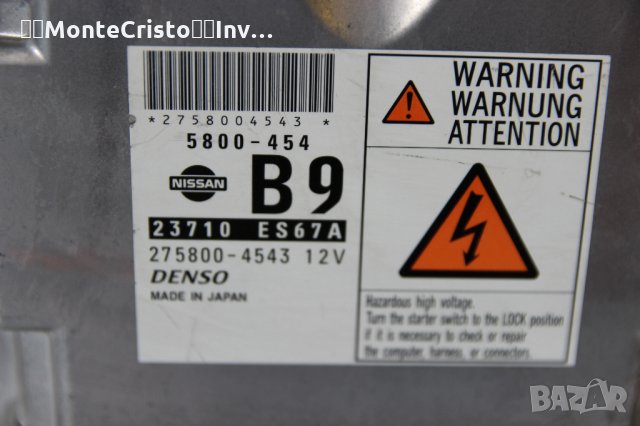 MonteCristo Inv...
*2758004543*
5800-454
NISSAN
B9
23710 ES67A
275800-4543 12V
DENSO
MADE IN JAPAN
WARNING
WARNUNG
ATTENTION
Hazardous high voltage.
Turn the starter switch to the LOCK position
if it is necessary to check or repair
the computer, harness, or connectors.
BAZAR